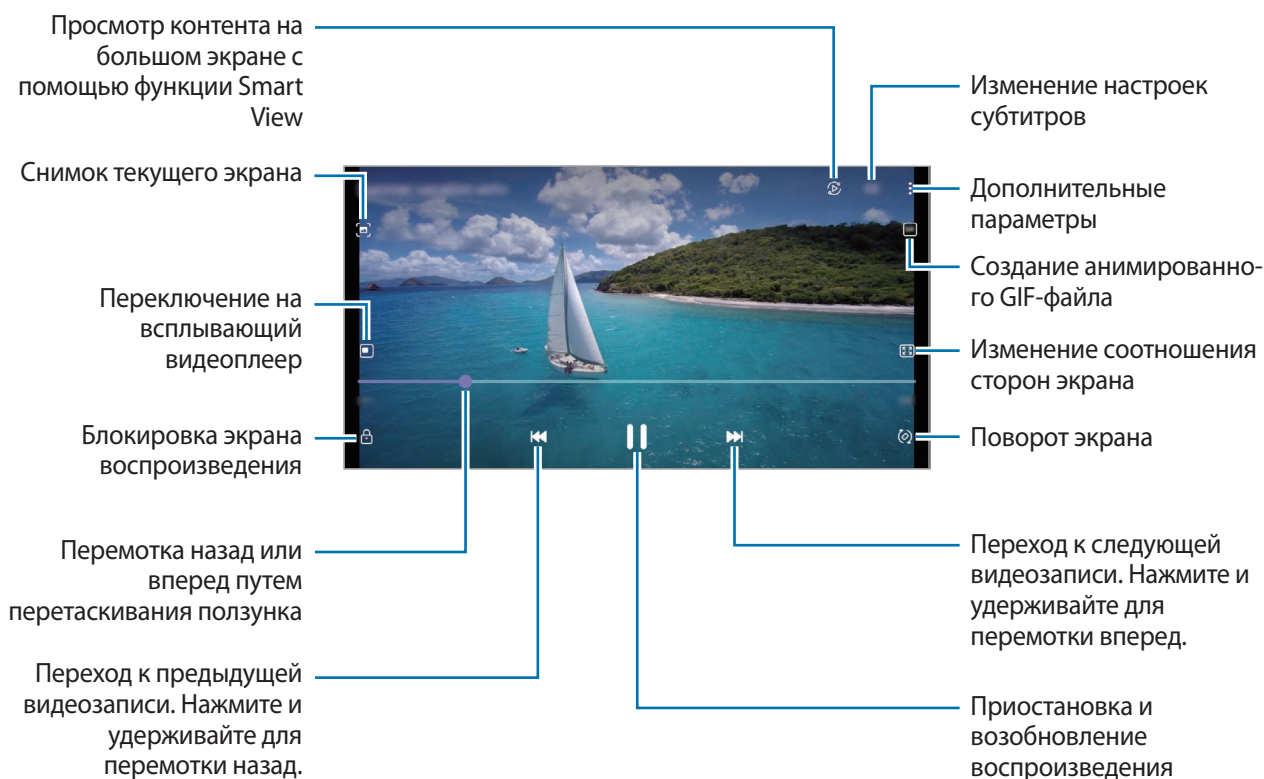 Просмотр контента на
большом экране с
помощью функции Smart
View
Снимок текущего экрана
Переключение на
всплывающий
видеоплеер
Блокировка экрана
воспроизведения
Перемотка назад или
вперед путем
перетаскивания ползунка
Переход к предыдущей
видеозаписи. Нажмите и
удерживайте для
перемотки назад.
Изменение настроек
субтитров
Дополнительные
параметры
Создание анимированно-
го GIF-файла
Изменение соотношения
сторон экрана
Поворот экрана
Переход к следующей
видеозаписи. Нажмите и
удерживайте для
перемотки вперед.
Приостановка и
возобновление
воспроизведения